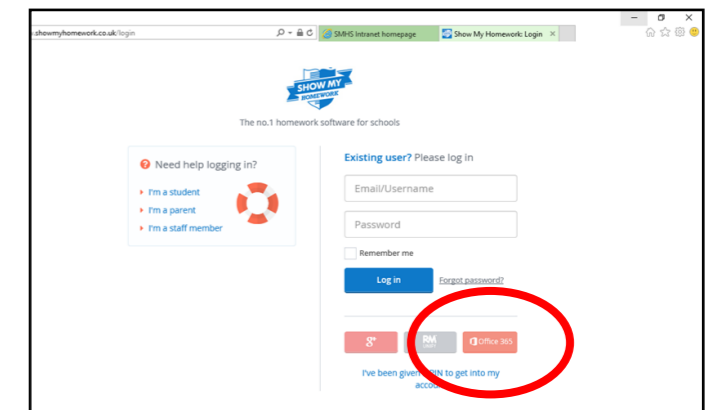 .showmyhomework.co.uk/login
SMHS Intranet homepage
Show My Homework: Login
SHOW MY
HOMEWORK
The no.1 homework software for schools
Need help logging in?
I'm a student
I'm a parent
I'm a staff member
Existing user? Please log in
Email/Username
Password
Remember me
Log in
Forgot password?
g+
RM
Office 365
I've been given PIN to get into my